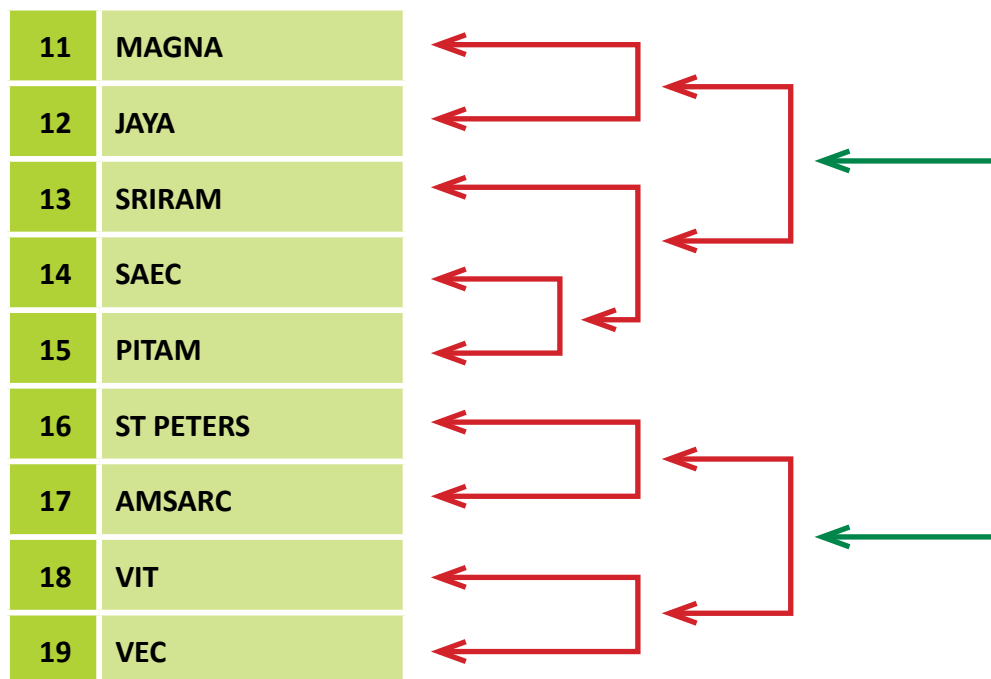 11 MAGNA
12 JAYA
13 SRIRAM
14 SAEC
15 PITAM
16 ST PETERS
17 AMSARC
18 VIT
19 VEC